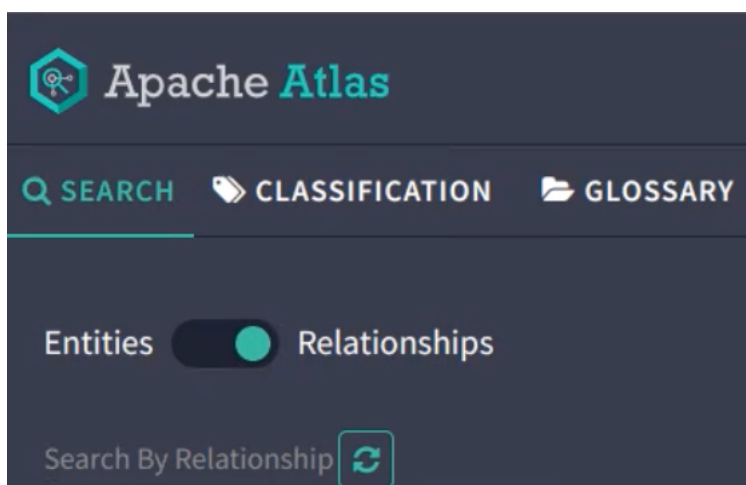 Apache Atlas
SEARCH CLASSIFICATION GLOSSARY
Entities Relationships
Search By Relationship